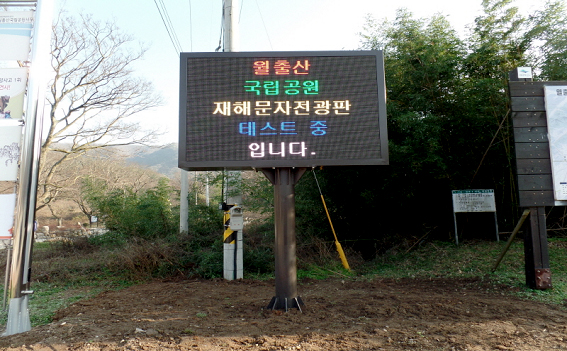 월출산
국립공원
재해문자전광판
테스트 중
입니다.